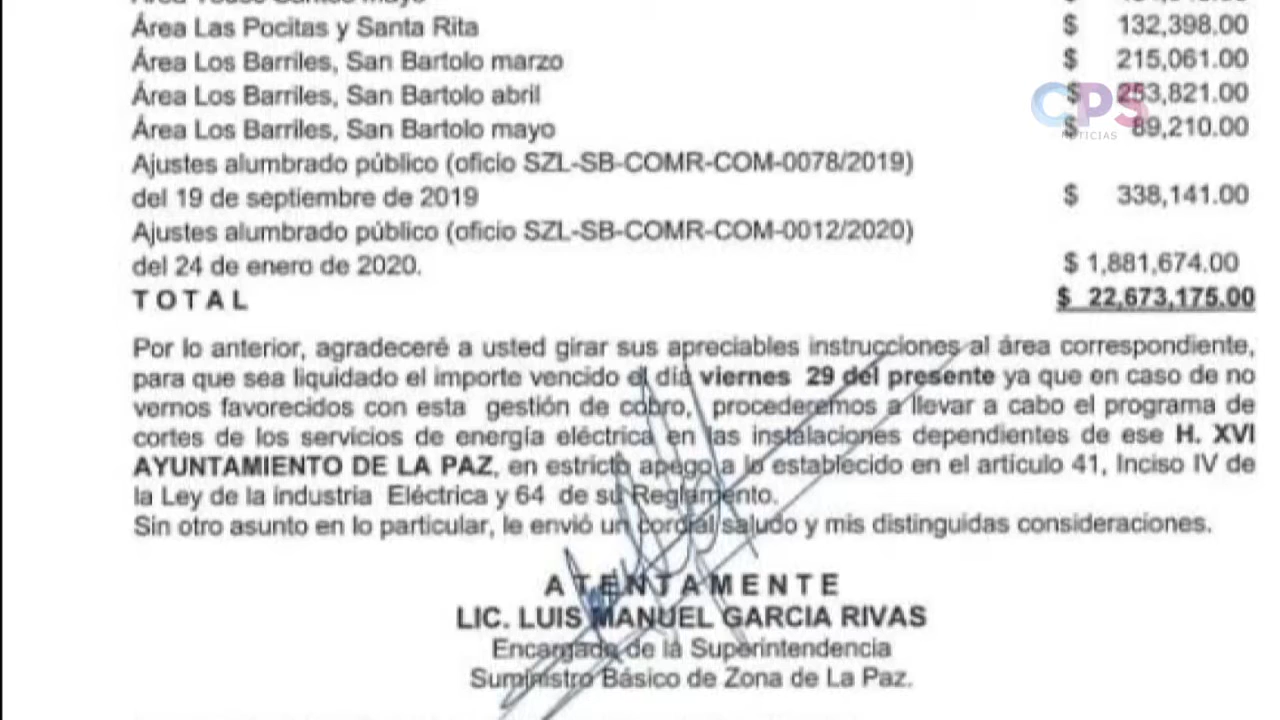 Área Las Pocitas y Santa Rita $ 132,398.00
Área Los Barriles, San Bartolo marzo $ 215,061.00
Área Los Barriles, San Bartolo abril $ 253,821.00
Área Los Barriles, San Bartolo mayo $ 89,210.00
CPS
NOTICIAS
Ajustes alumbrado público (oficio SZL-SB-COMR-COM-0078/2019)
del 19 de septiembre de 2019 $ 338,141.00
Ajustes alumbrado público (oficio SZL-SB-COMR-COM-0012/2020)
del 24 de enero de 2020. $ 1,881,674.00
TOTAL $ 22,673,175.00
Por lo anterior, agradeceré a usted girar sus apreciables instrucciones al área correspondiente,
para que sea liquidado el importe vencido el día viernes 29 del presente ya que en caso de no
vernos favorecidos con esta gestión de cobro, procederemos a llevar a cabo el programa de
cortes de los servicios de energía eléctrica en las instalaciones dependientes de ese H. XVI
AYUNTAMIENTO DE LA PAZ, en estricto apego a lo establecido en el artículo 41, Inciso IV de
la Ley de la industria Eléctrica y 64 de su Reglamento.
Sin otro asunto en lo particular, le envió un cordial saludo y mis distinguidas consideraciones.
ATENTAMENTE
LIC. LUIS MANUEL GARCIA RIVAS
Encargado de la Superintendencia
Suministro Básico de Zona de La Paz.